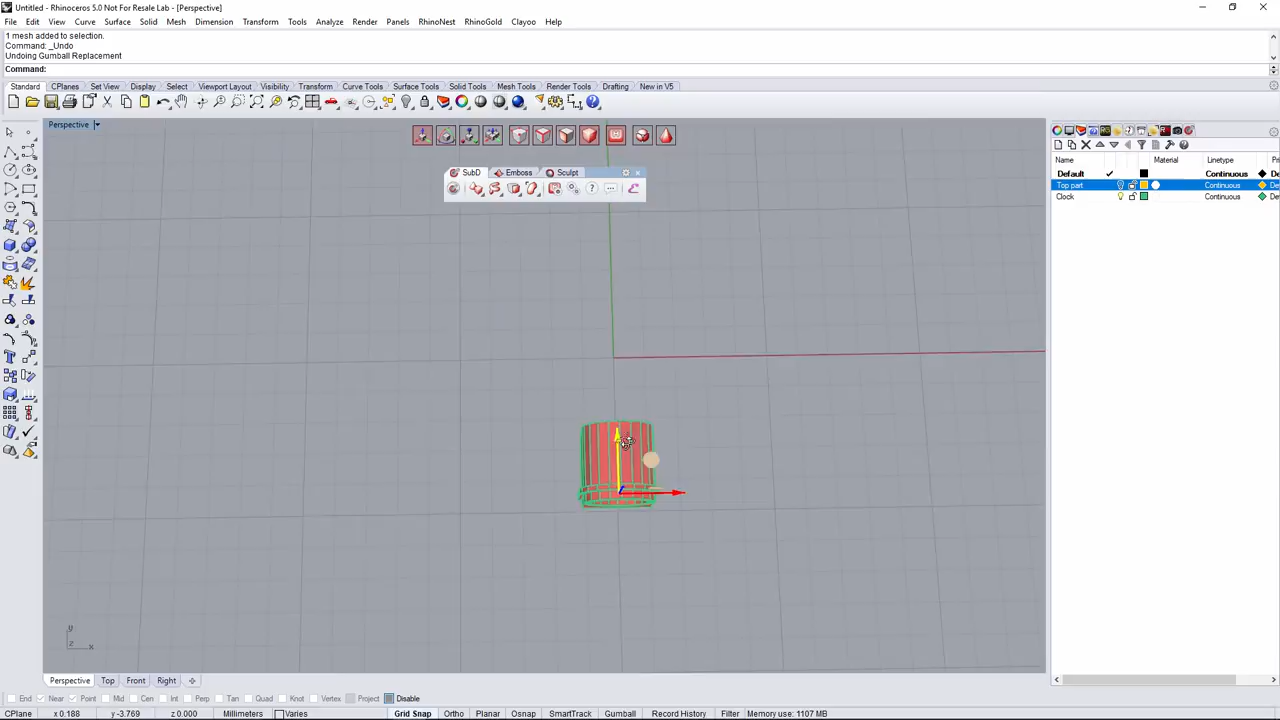 Untitled - Rhinoceros 5.0 Not For Resale Lab - [Perspective]
File Edit View Curve Surface Solid Mesh Dimension Transform Tools Analyze Render Panels RhinoNest RhinoGold Clayoo Help
1 mesh added to selection.
Command: _Undo
Undoing Gumball Replacement
Command:
Standard CPlanes Set View Display Select Viewport Layout Visibility Transform Curve Tools Surface Tools Solid Tools Mesh Tools Render Tools Drafting New in V5
Perspective
SubD Emboss Sculpt
Name Material Linetype Pri
Default Continuous De
Top part Continuous De
Clock Continuous De
y
z x
Perspective Top Front Right
End Near Point Mid Cen Int Perp Tan Quad Knot Vertex Project Disable
CPlane x 0.188 y -3.769 z 0.000 Millimeters Varies Grid Snap Ortho Planar Osnap SmartTrack Gumball Record History Filter Memory use: 1107 MB